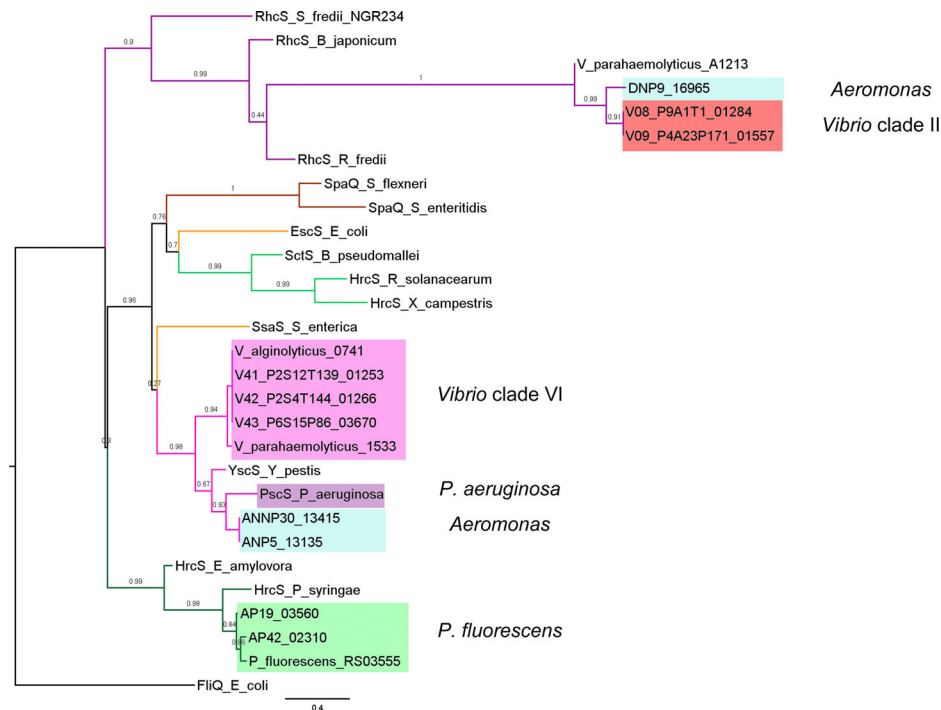 RhcS_S_fredii_NGR234
0.9
RhcS_B_japonicum
V_parahaemolyticus_A1213
0.99
1
DNP9_16965
Aeromonas
0.99
V08_P9A1T1_01284
0.44
0.91
Vibrio clade II
V09_P4A23P171_01557
RhcS_R_fredii
SpaQ_S_flexneri
1
SpaQ_S_enteritidis
0.76
EscS_E_coli
0.7
SctS_B_pseudomallei
0.99
HrcS_R_solanacearum
0.99
HrcS_X_campestris
0.96
SsaS_S_enterica
V_alginolyticus_0741
V41_P2S12T139_01253
0.27
Vibrio clade VI
V42_P2S4T144_01266
0.94
V43_P6S15P86_03670
V_parahaemolyticus_1533
0.98
YscS_Y_pestis
0.67
P. aeruginosa
PscS_P_aeruginosa
0.93
ANNP30_13415
Aeromonas
ANP5_13135
HrcS_E_amylovora
0.99
HrcS_P_syringae
0.98
AP19_03560
0.84
P. fluorescens
AP42_02310
P_fluorescens_RS03555
FliQ_E_coli
0.4